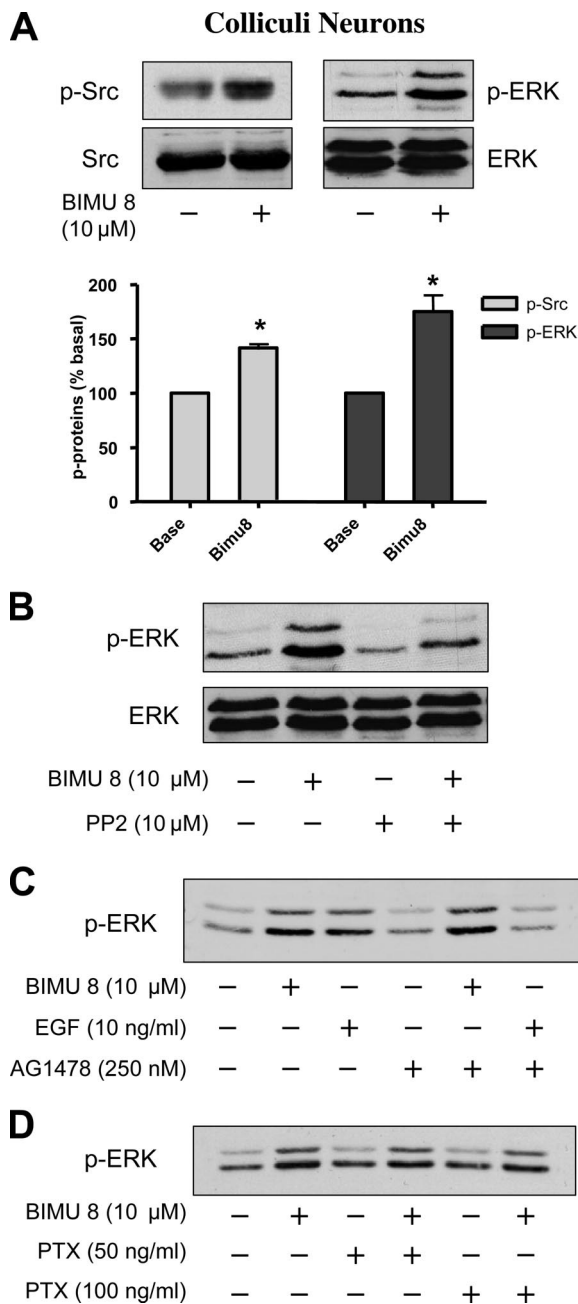 A
Colliculi Neurons
p-Src
p-ERK
Src
ERK
BIMU 8
(10 µM)
− + − +
p-proteins (% basal)
200
150
100
50
0
* *
p-Src
p-ERK
Base Bimu8 Base Bimu8
B
p-ERK
ERK
BIMU 8 (10 µM) − + − +
PP2 (10 µM) − − + +
C
p-ERK
BIMU 8 (10 µM) − + − − + −
EGF (10 ng/ml) − − + − − +
AG1478 (250 nM) − − − + + +
D
p-ERK
BIMU 8 (10 µM) − + − + − +
PTX (50 ng/ml) − − + + − −
PTX (100 ng/ml) − − − − + +